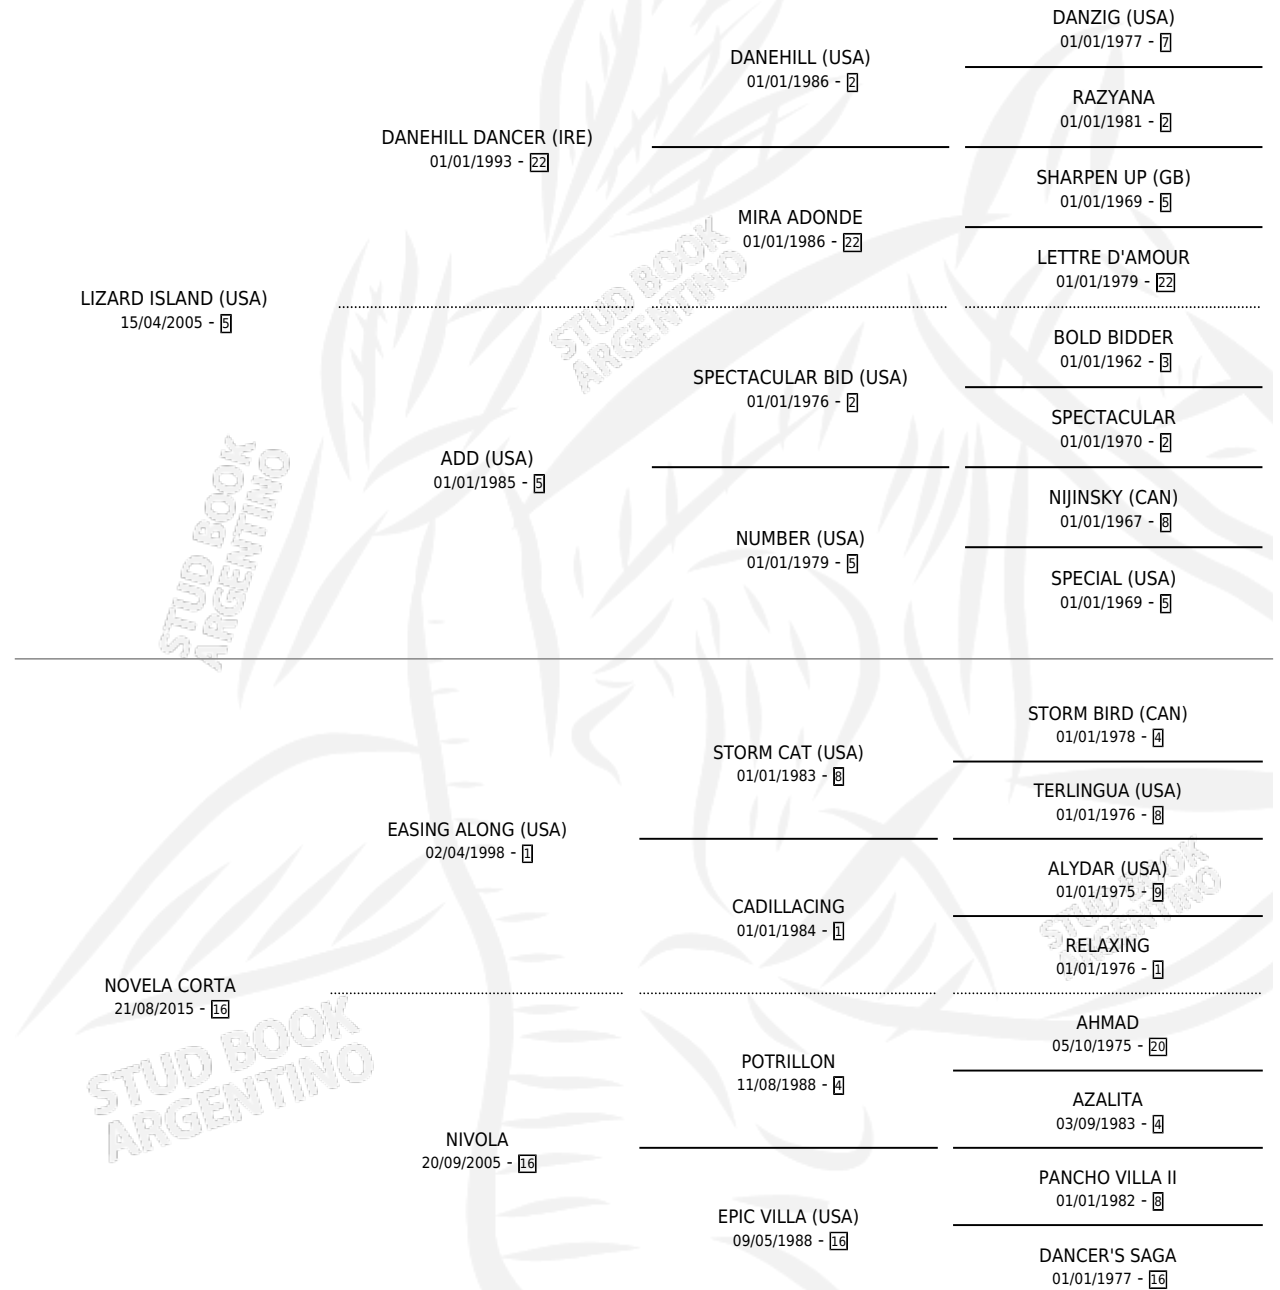 DANZIG (USA)
01/01/1977 - 7
DANEHILL (USA)
01/01/1986 - 2
RAZYANA
01/01/1981 - 2
DANEHILL DANCER (IRE)
01/01/1993 - 22
SHARPEN UP (GB)
01/01/1969 - 5
MIRA ADONDE
01/01/1986 - 22
LETTRE D'AMOUR
01/01/1979 - 22
LIZARD ISLAND (USA)
15/04/2005 - 5
BOLD BIDDER
01/01/1962 - 3
SPECTACULAR BID (USA)
01/01/1976 - 2
SPECTACULAR
01/01/1970 - 2
ADD (USA)
01/01/1985 - 5
NIJINSKY (CAN)
01/01/1967 - 8
NUMBER (USA)
01/01/1979 - 5
SPECIAL (USA)
01/01/1969 - 5
STORM BIRD (CAN)
01/01/1978 - 4
STORM CAT (USA)
01/01/1983 - 8
TERLINGUA (USA)
01/01/1976 - 8
EASING ALONG (USA)
02/04/1998 - 1
ALYDAR (USA)
01/01/1975 - 9
CADILLACING
01/01/1984 - 1
RELAXING
01/01/1976 - 1
NOVELA CORTA
21/08/2015 - 16
AHMAD
05/10/1975 - 20
POTRILLON
11/08/1988 - 4
AZALITA
03/09/1983 - 4
NIVOLA
20/09/2005 - 16
PANCHO VILLA II
01/01/1982 - 8
EPIC VILLA (USA)
09/05/1988 - 16
DANCER'S SAGA
01/01/1977 - 16
STUD BOOK
ARGENTINO
STUD BOOK
ARGENTINO
STUD BOOK
ARGENTINO
STUD BOOK
ARGENTINO